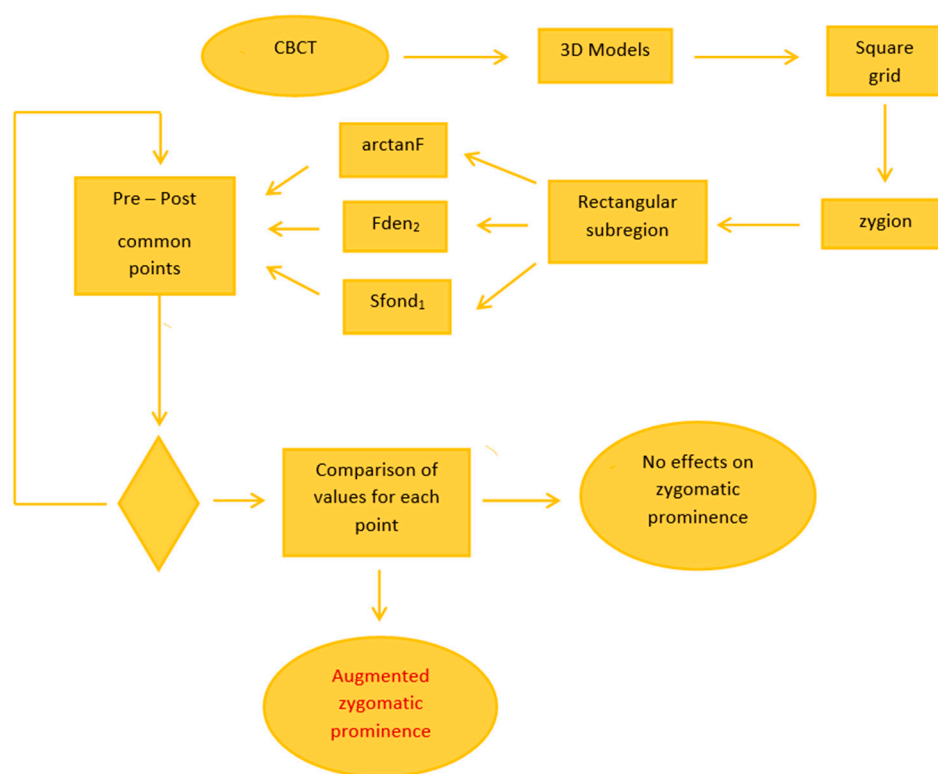 CBCT
3D Models
Square
grid
zygion
Rectangular
subregion
arctanF
Fden₂
Sfond₁
Pre – Post
common
points
Comparison of
values for each
point
No effects on
zygomatic
prominence
Augmented
zygomatic
prominence